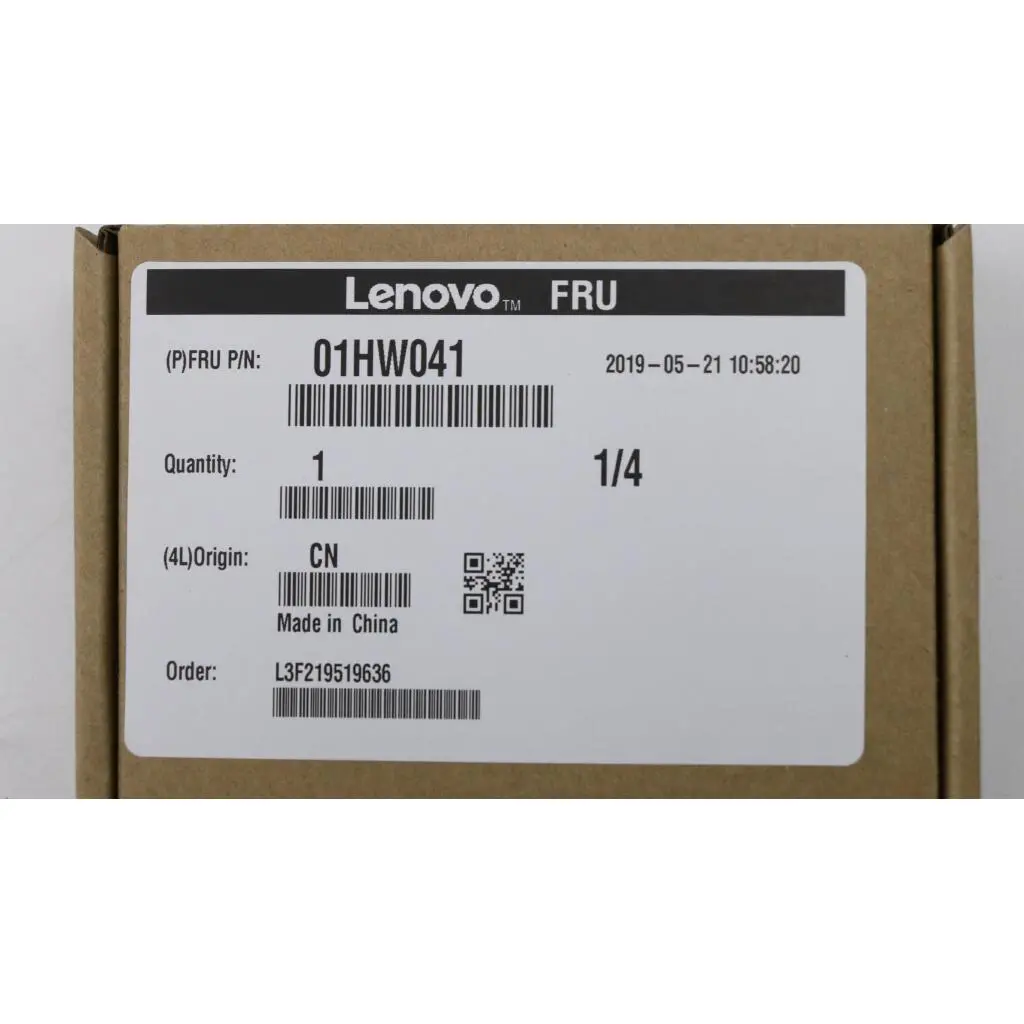 Lenovo™ FRU
(P)FRU P/N: 01HW041 2019-05-21 10:58:20
Quantity: 1 1/4
(4L)Origin: CN
Made in China
Order: L3F219519636